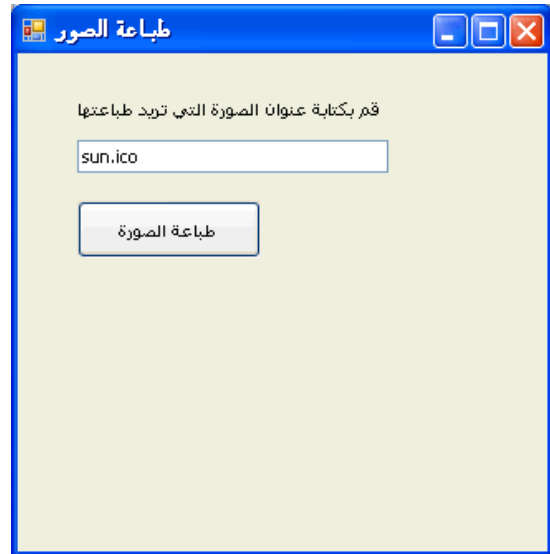 طباعة الصور
قم بكتابة عنوان الصورة التي تريد طباعتها
sun.ico
طباعة الصورة